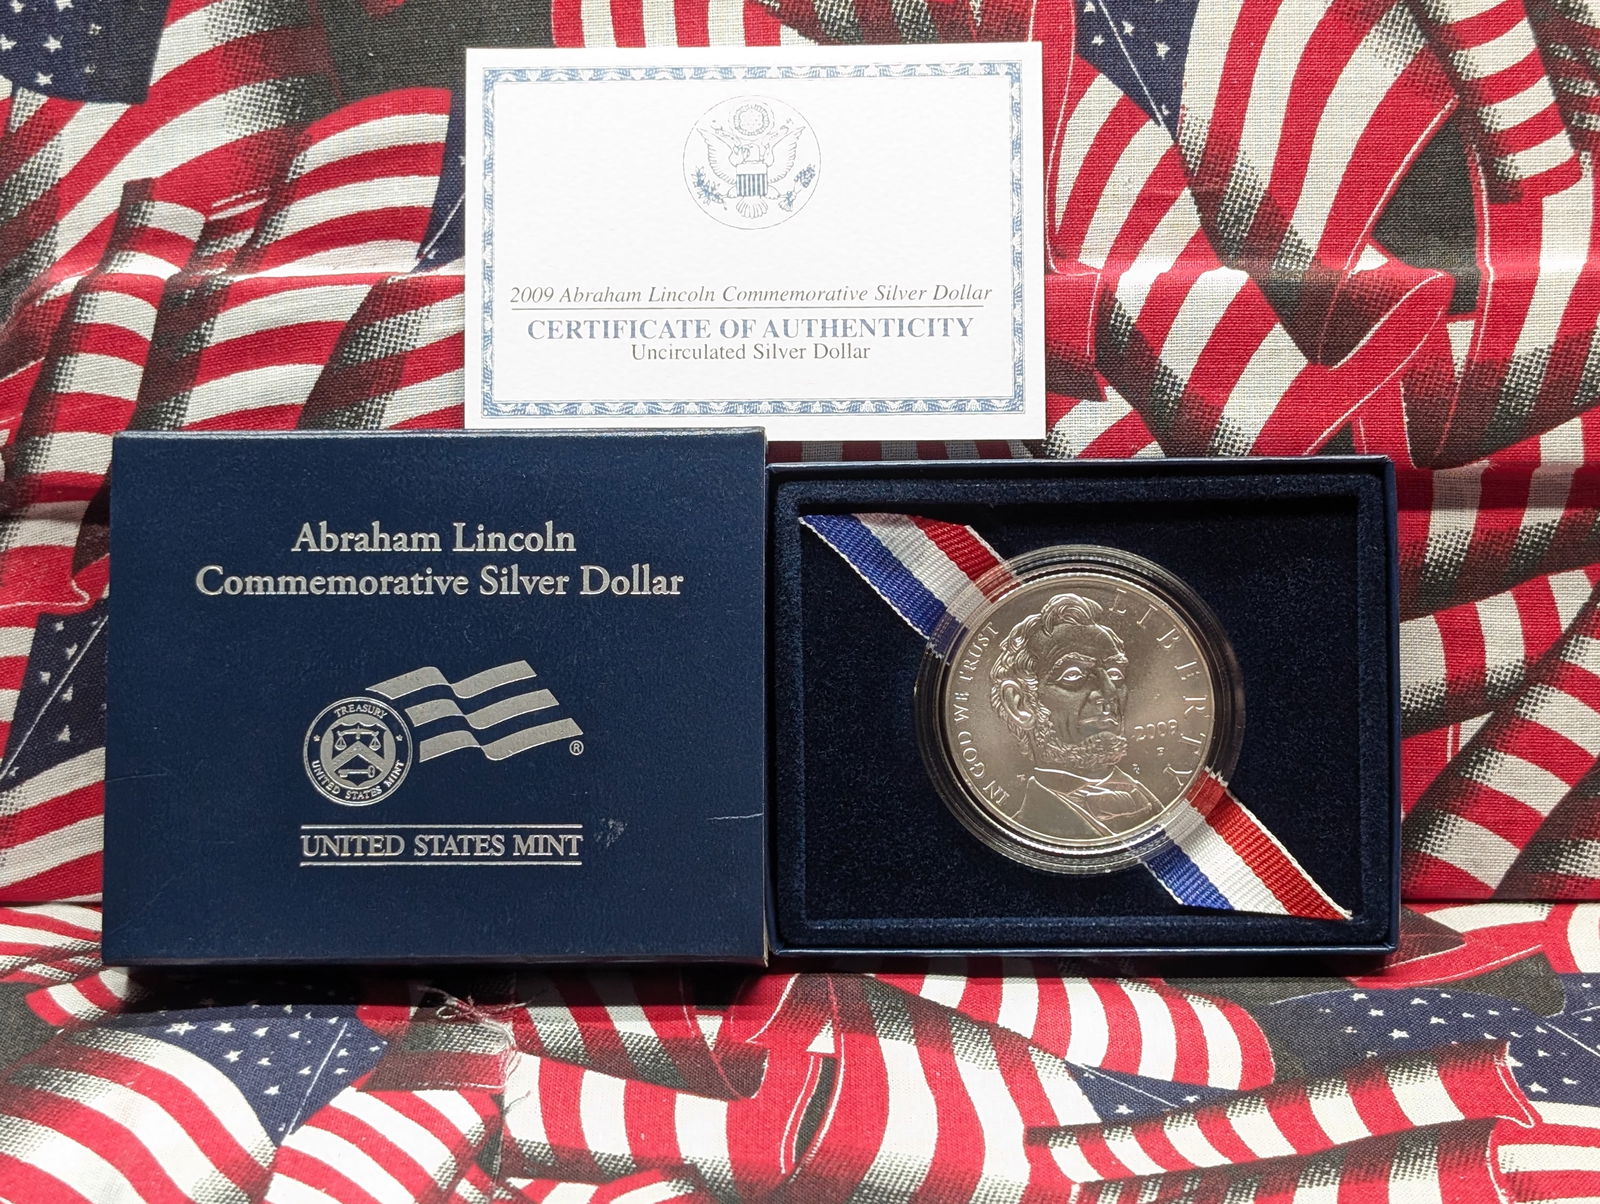 2009 Abraham Lincoln Commemorative Silver Dollar
CERTIFICATE OF AUTHENTICITY
Uncirculated Silver Dollar
Abraham Lincoln
Commemorative Silver Dollar
TREASURY
UNITED STATES MINT
®
UNITED STATES MINT
LIBERTY
IN GOD WE TRUST
2009
P